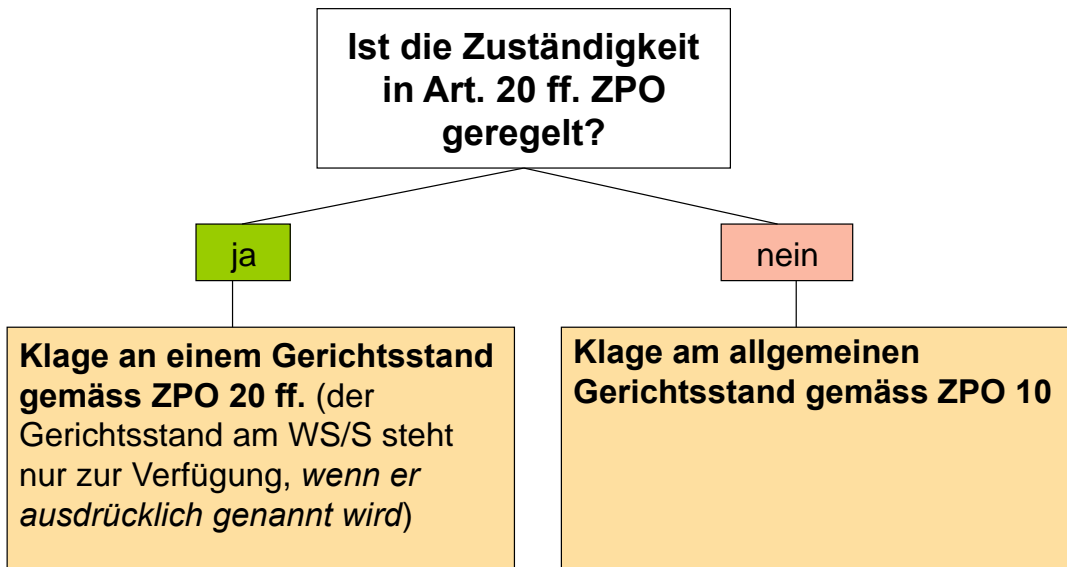 Ist die Zuständigkeit
in Art. 20 ff. ZPO
geregelt?
ja
nein
Klage an einem Gerichtsstand
gemäss ZPO 20 ff. (der
Gerichtsstand am WS/S steht
nur zur Verfügung, wenn er
ausdrücklich genannt wird)
Klage am allgemeinen
Gerichtsstand gemäss ZPO 10